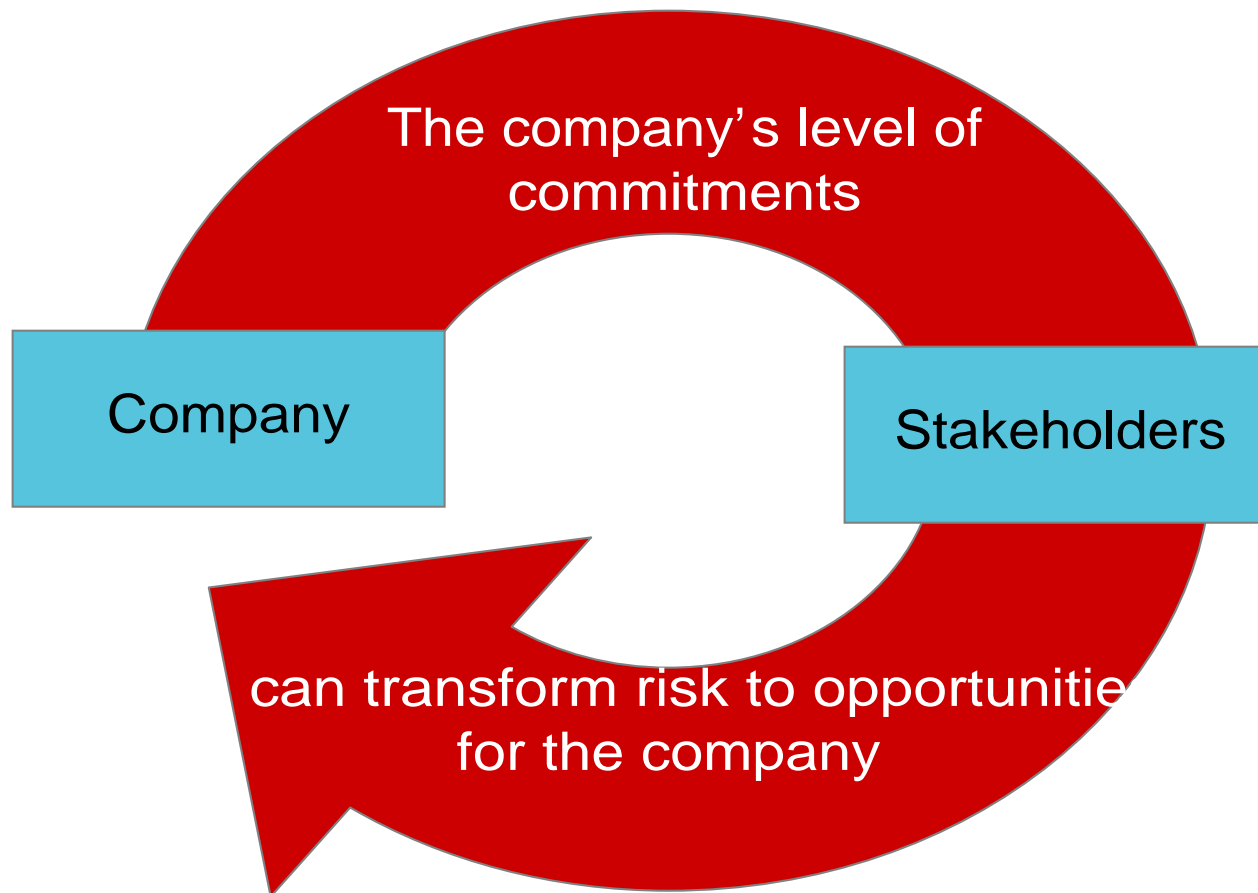 The company’s level of
commitments
Company
Stakeholders
can transform risk to opportunitie
for the company